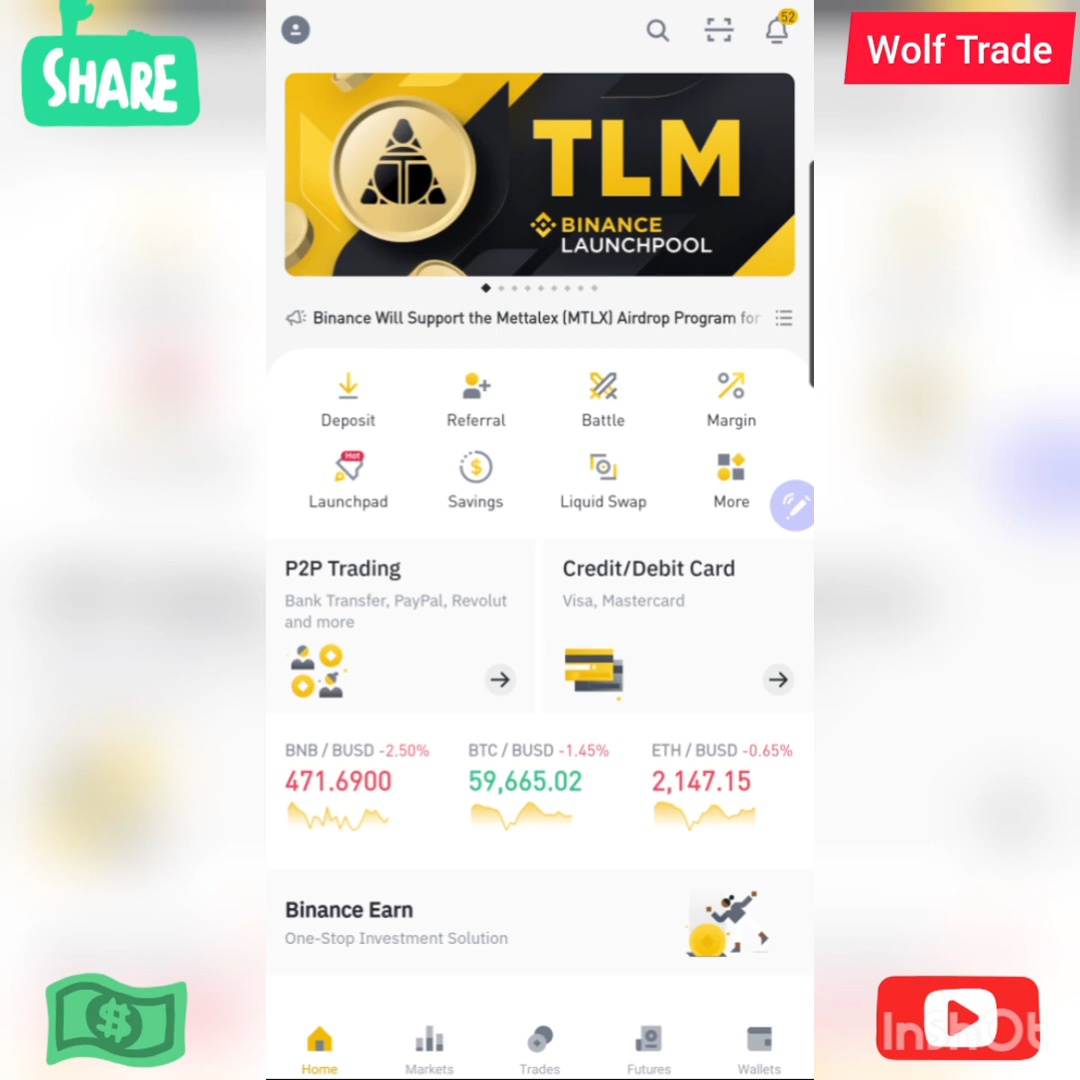 SHARE
52
Wolf Trade
TLM
BINANCE
LAUNCHPOOL
Binance Will Support the Mettalex (MTLX) Airdrop Program for
Deposit
Referral
Battle
Margin
Hot
Launchpad
Savings
Liquid Swap
More
P2P Trading
Bank Transfer, PayPal, Revolut
and more
Credit/Debit Card
Visa, Mastercard
BNB / BUSD -2.50%
471.6900
BTC / BUSD -1.45%
59,665.02
ETH / BUSD -0.65%
2,147.15
Binance Earn
One-Stop Investment Solution
Home
Markets
Trades
Futures
Wallets